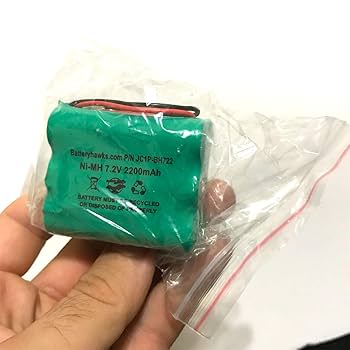 Batteryhawks.com P/N JC1P-BH722
Ni-MH 7.2V 2200mAh
BATTERY MUST BE RECYCLED
OR DISPOSED OF PROPERLY